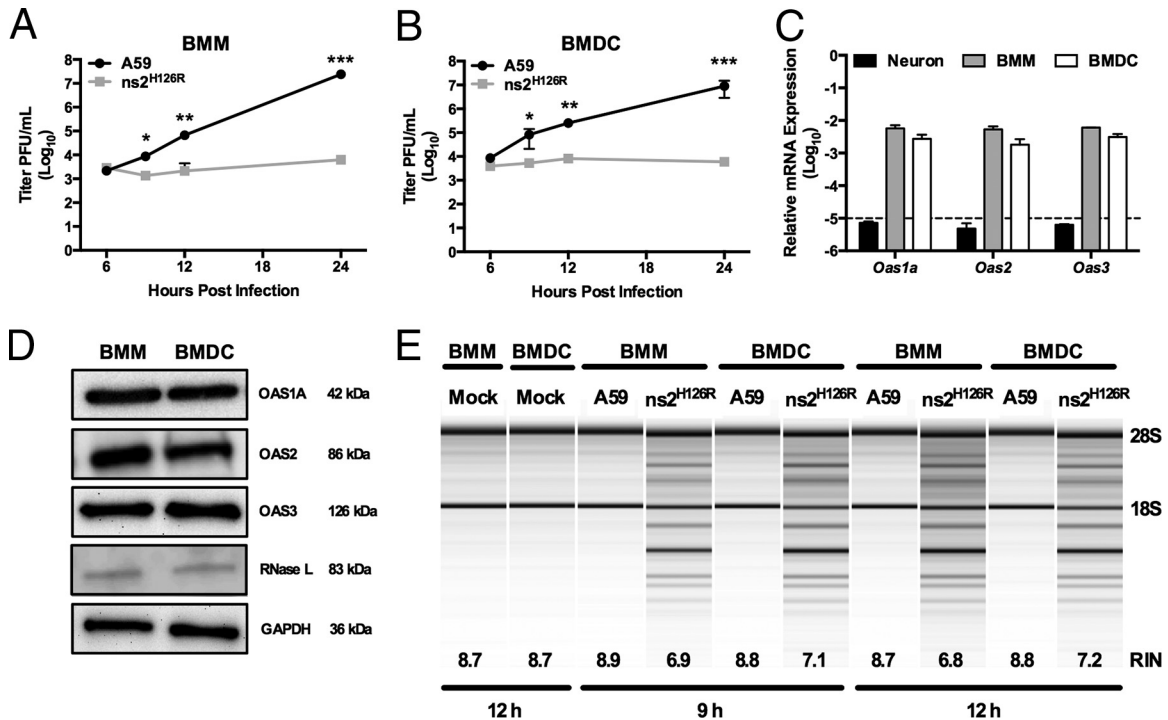 A
BMM
A59
ns2H126R
*
**
***
8
7
6
5
4
3
2
1
0
Titer PFU/mL
(Log10)
6
12
18
24
Hours Post Infection
B
BMDC
A59
ns2H126R
*
**
***
8
7
6
5
4
3
2
1
0
Titer PFU/mL
(Log10)
6
12
18
24
Hours Post Infection
C
Neuron BMM BMDC
0
-1
-2
-3
-4
-5
-6
Relative mRNA Expression
(Log10)
Oas1a Oas2 Oas3
D
BMM BMDC
OAS1A 42 kDa
OAS2 86 kDa
OAS3 126 kDa
RNase L 83 kDa
GAPDH 36 kDa
E
BMM BMDC BMM BMDC BMM BMDC
Mock Mock A59 ns2H126R A59 ns2H126R A59 ns2H126R A59 ns2H126R
28S
18S
8.7 8.7 8.9 6.9 8.8 7.1 8.7 6.8 8.8 7.2 RIN
12 h 9 h 12 h